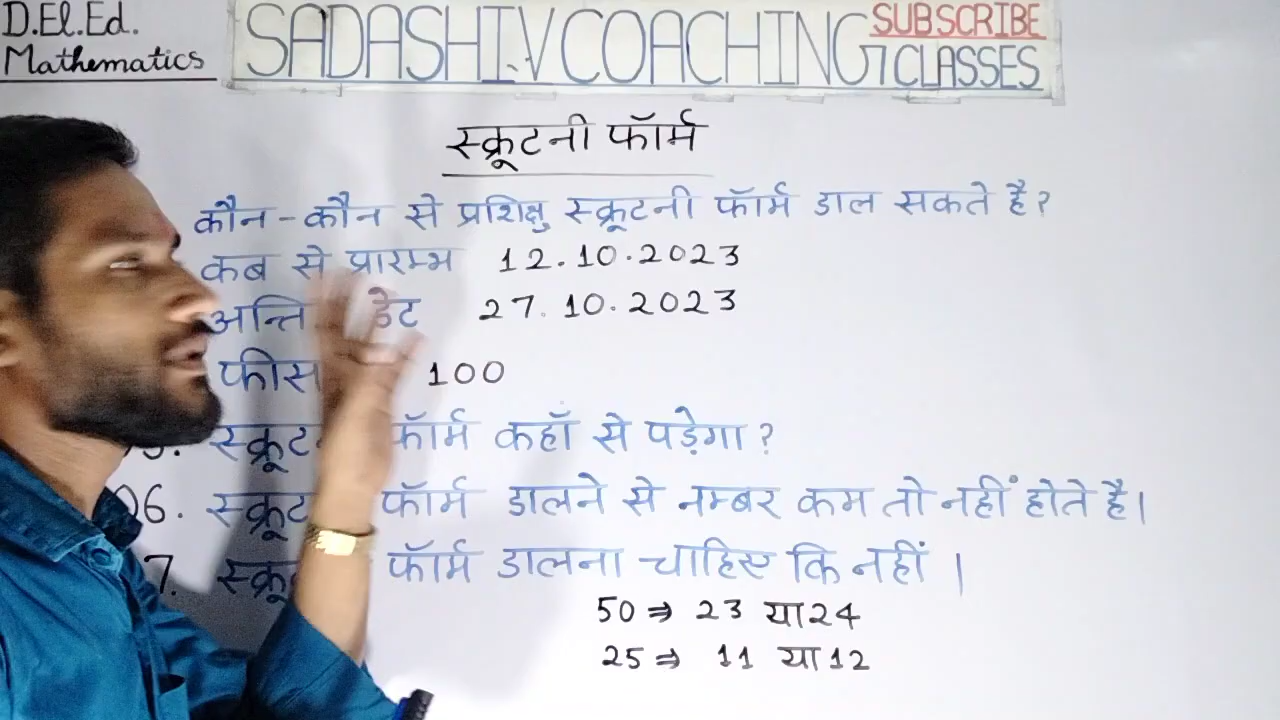 D.El.Ed.
Mathematics
SADASHIV COACHING CLASSES
SUBSCRIBE
स्क्रूटनी फॉर्म
कौन-कौन से प्रशिक्षु स्क्रूटनी फॉर्म डाल सकते है?
कब से प्रारम्भ 12.10.2023
डेट 27.10.2023
फीस 100
फॉर्म कहाँ से पड़ेगा?
06. फॉर्म डालने से नम्बर कम तो नहीं होते है।
7. फॉर्म डालना चाहिए कि नहीं।
50 ⇒ 23 या 24
25 ⇒ 11 या 12